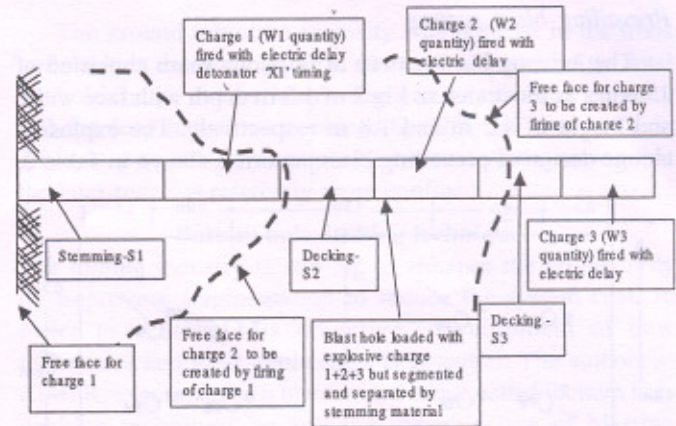 Charge 1 (W1 quantity)
fired with electric delay
detonator "X1" timing
Charge 2 (W2
quantity) fired with
electric delay
Free face for charge
3 to be created by
firine of charge 2
Stemming-S1
Decking-
S2
Charge 3 (W3
quantity) fired with
electric delay
Free face for
charge 1
Free face for
charge 2 to be
created by firing
of charge 1
Blast hole loaded with
explosive charge
1+2+3 but segmented
and separated by
stemming material
Decking -
S3